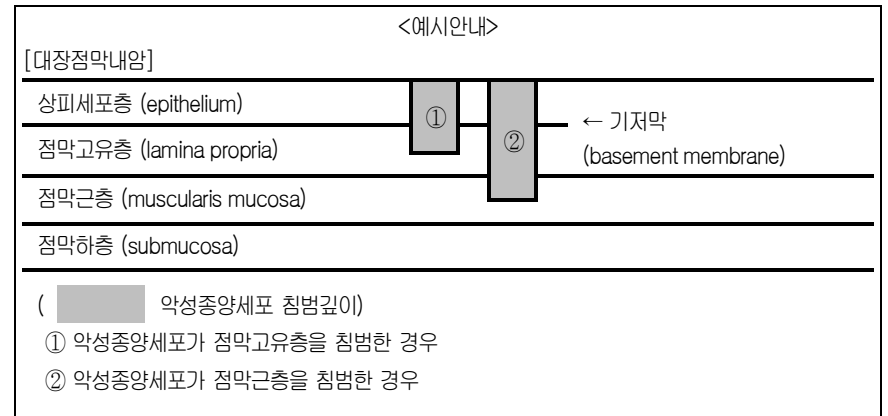 <예시안내>
[대장점막내암]
상피세포층 (epithelium)
①
← 기저막
점막고유층 (lamina propria)
②
(basement membrane)
점막근층 (muscularis mucosa)
점막하층 (submucosa)
( 악성종양세포 침범깊이)
① 악성종양세포가 점막고유층을 침범한 경우
② 악성종양세포가 점막근층을 침범한 경우